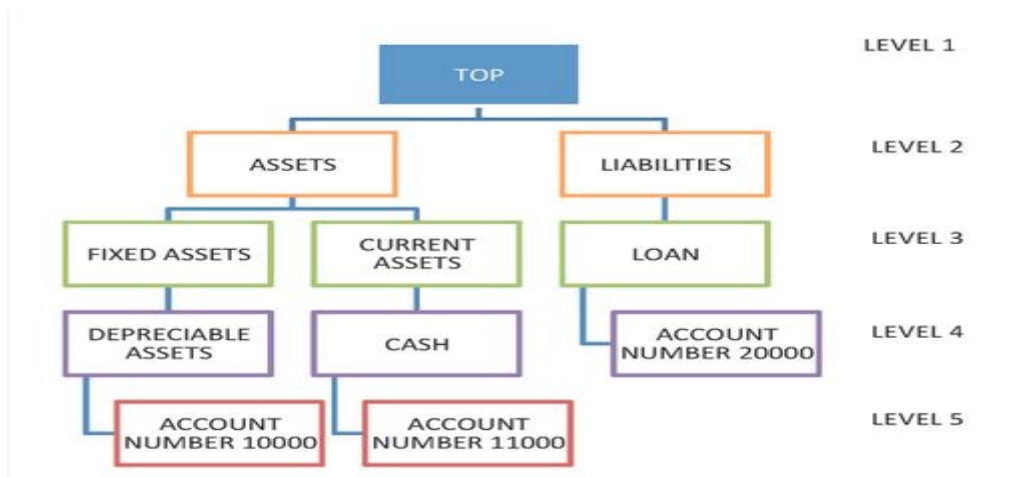 LEVEL 1
TOP
LEVEL 2
ASSETS
LIABILITIES
LEVEL 3
FIXED ASSETS
CURRENT
ASSETS
LOAN
LEVEL 4
DEPRECIABLE
ASSETS
CASH
ACCOUNT
NUMBER 20000
LEVEL 5
ACCOUNT
NUMBER 10000
ACCOUNT
NUMBER 11000